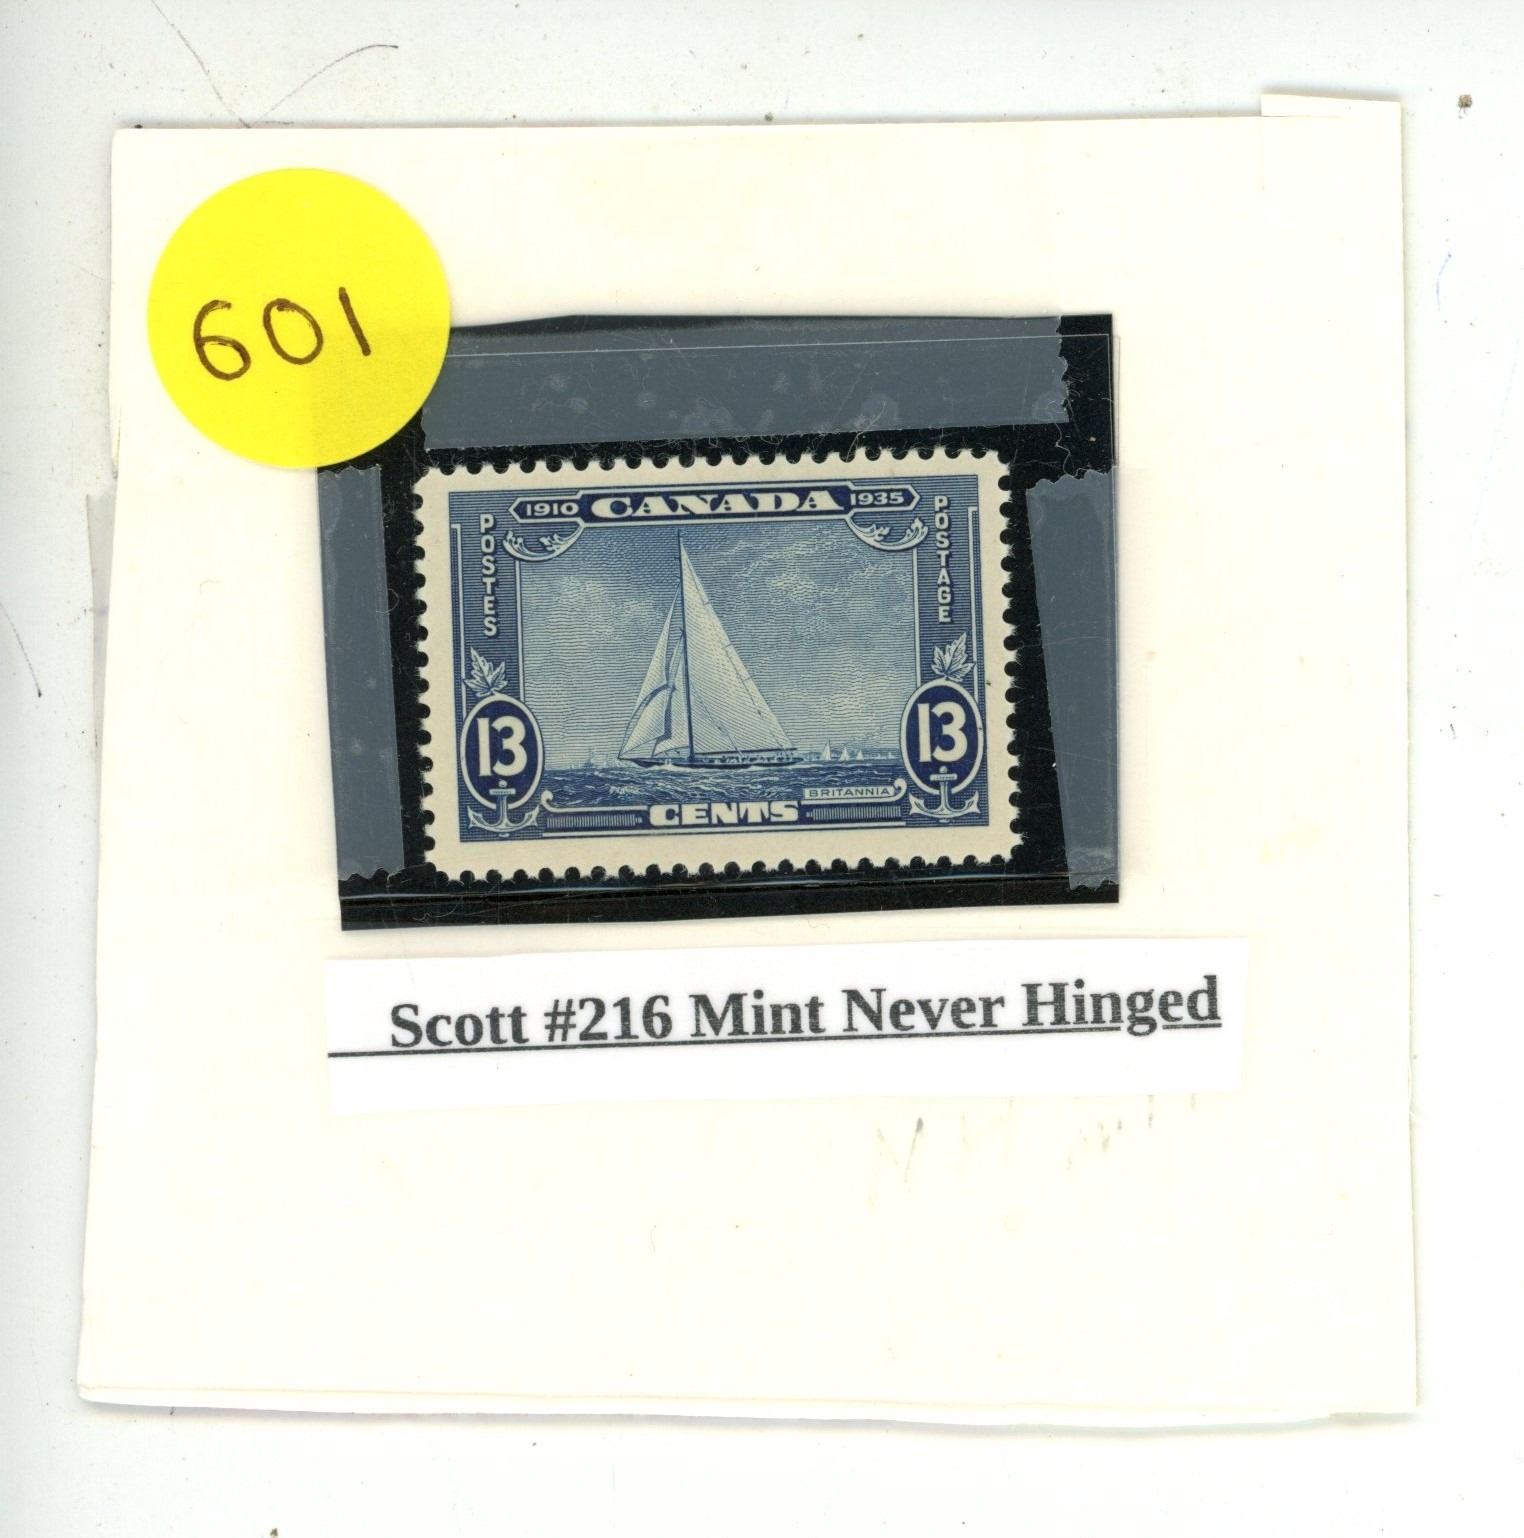 601
1910 CANADA 1935
POSTES
POSTAGE
13
13
BRITANNIA
CENTS
Scott #216 Mint Never Hinged